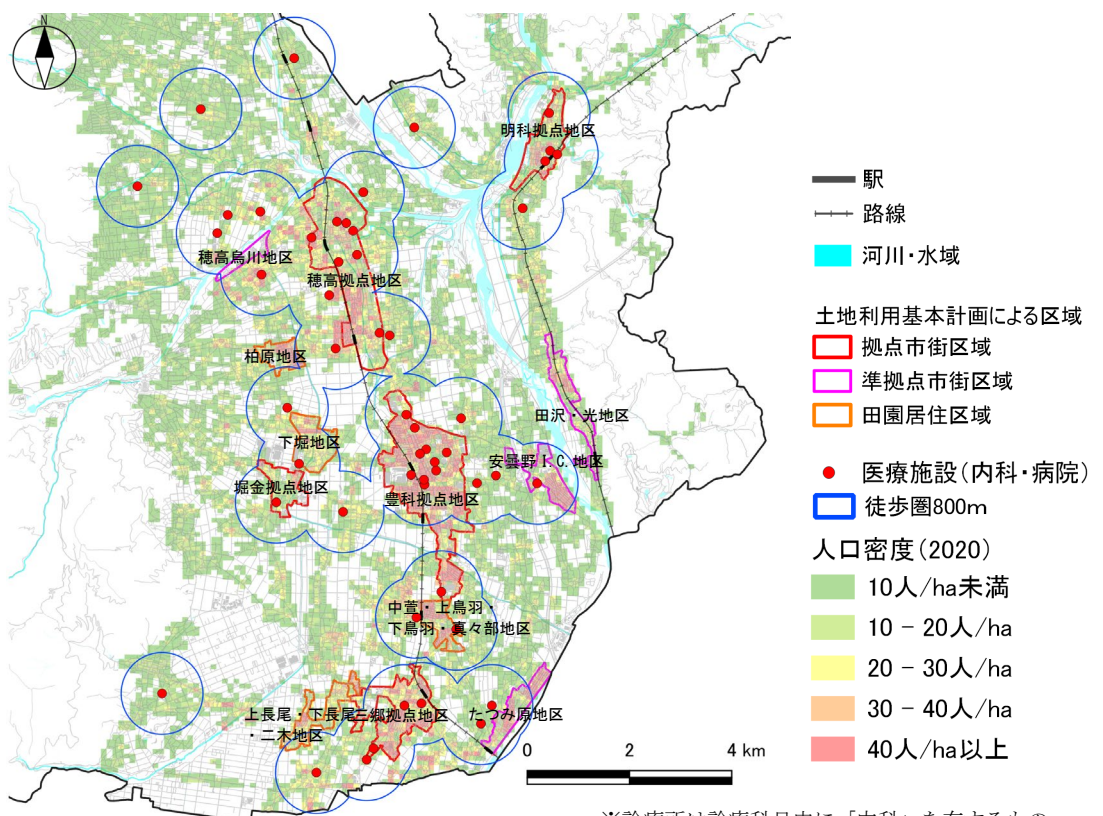 N
明科拠点地区
穂高烏川地区
穂高拠点地区
柏原地区
田沢・光地区
下堀地区
安曇野I.C.地区
堀金拠点地区
豊科拠点地区
中萱・上鳥羽・
下鳥羽・真々部地区
上長尾・下長尾
・二木地区
三郷拠点地区
たつみ原地区
0 2 4 km
駅
路線
河川・水域
土地利用基本計画による区域
拠点市街区域
準拠点市街区域
田園居住区域
医療施設(内科・病院)
徒歩圏800m
人口密度(2020)
10人/ha未満
10 - 20人/ha
20 - 30人/ha
30 - 40人/ha
40人/ha以上